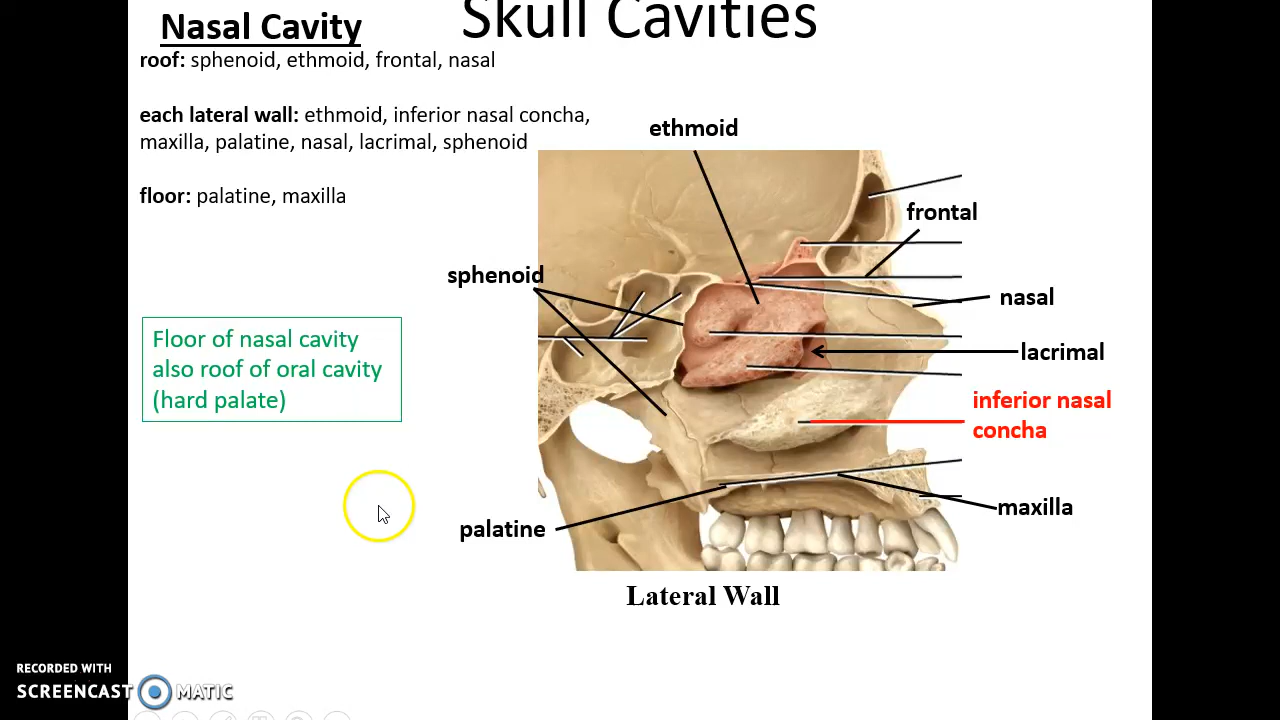 Skull Cavities
Nasal Cavity
roof: sphenoid, ethmoid, frontal, nasal
each lateral wall: ethmoid, inferior nasal concha,
maxilla, palatine, nasal, lacrimal, sphenoid
floor: palatine, maxilla
Floor of nasal cavity
also roof of oral cavity
(hard palate)
ethmoid
frontal
sphenoid
nasal
lacrimal
inferior nasal
concha
maxilla
palatine
Lateral Wall
RECORDED WITH
SCREENCAST MATIC